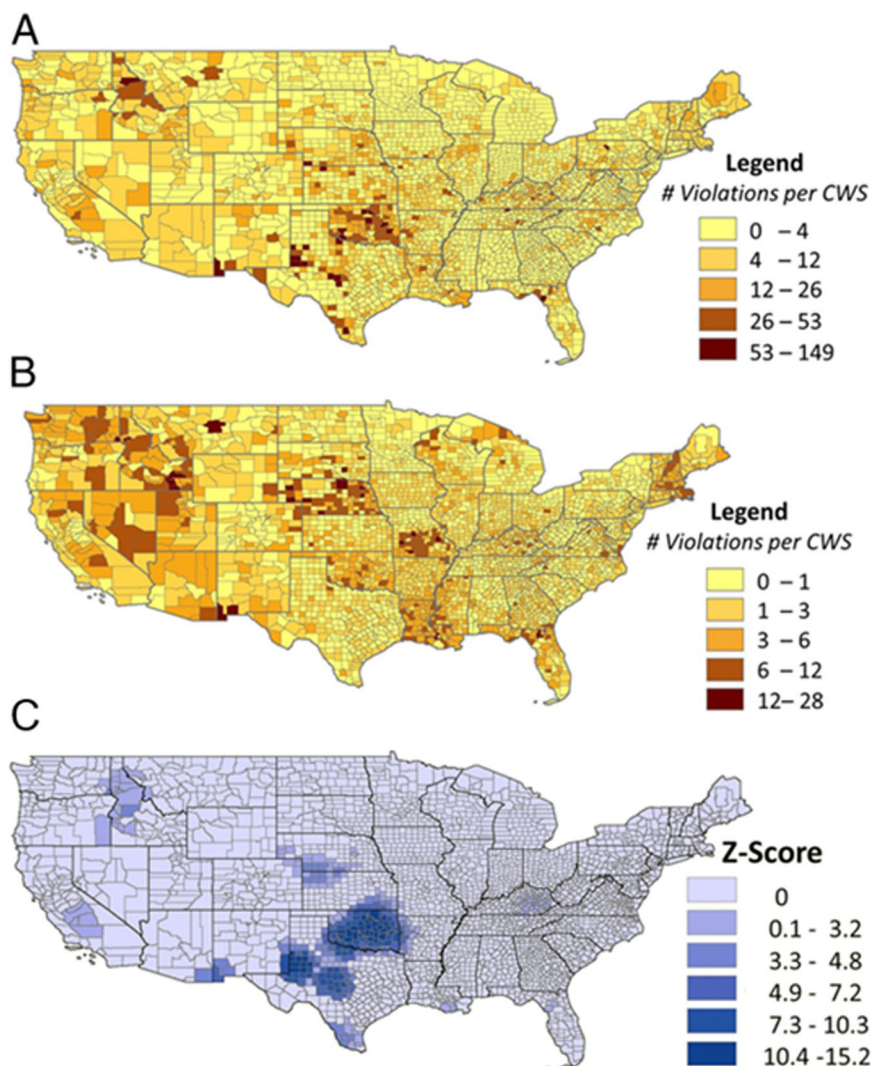 A
Legend
# Violations per CWS
0 – 4
4 – 12
12 – 26
26 – 53
53 – 149
B
Legend
# Violations per CWS
0 – 1
1 – 3
3 – 6
6 – 12
12– 28
C
Z-Score
0
0.1 - 3.2
3.3 - 4.8
4.9 - 7.2
7.3 - 10.3
10.4 -15.2